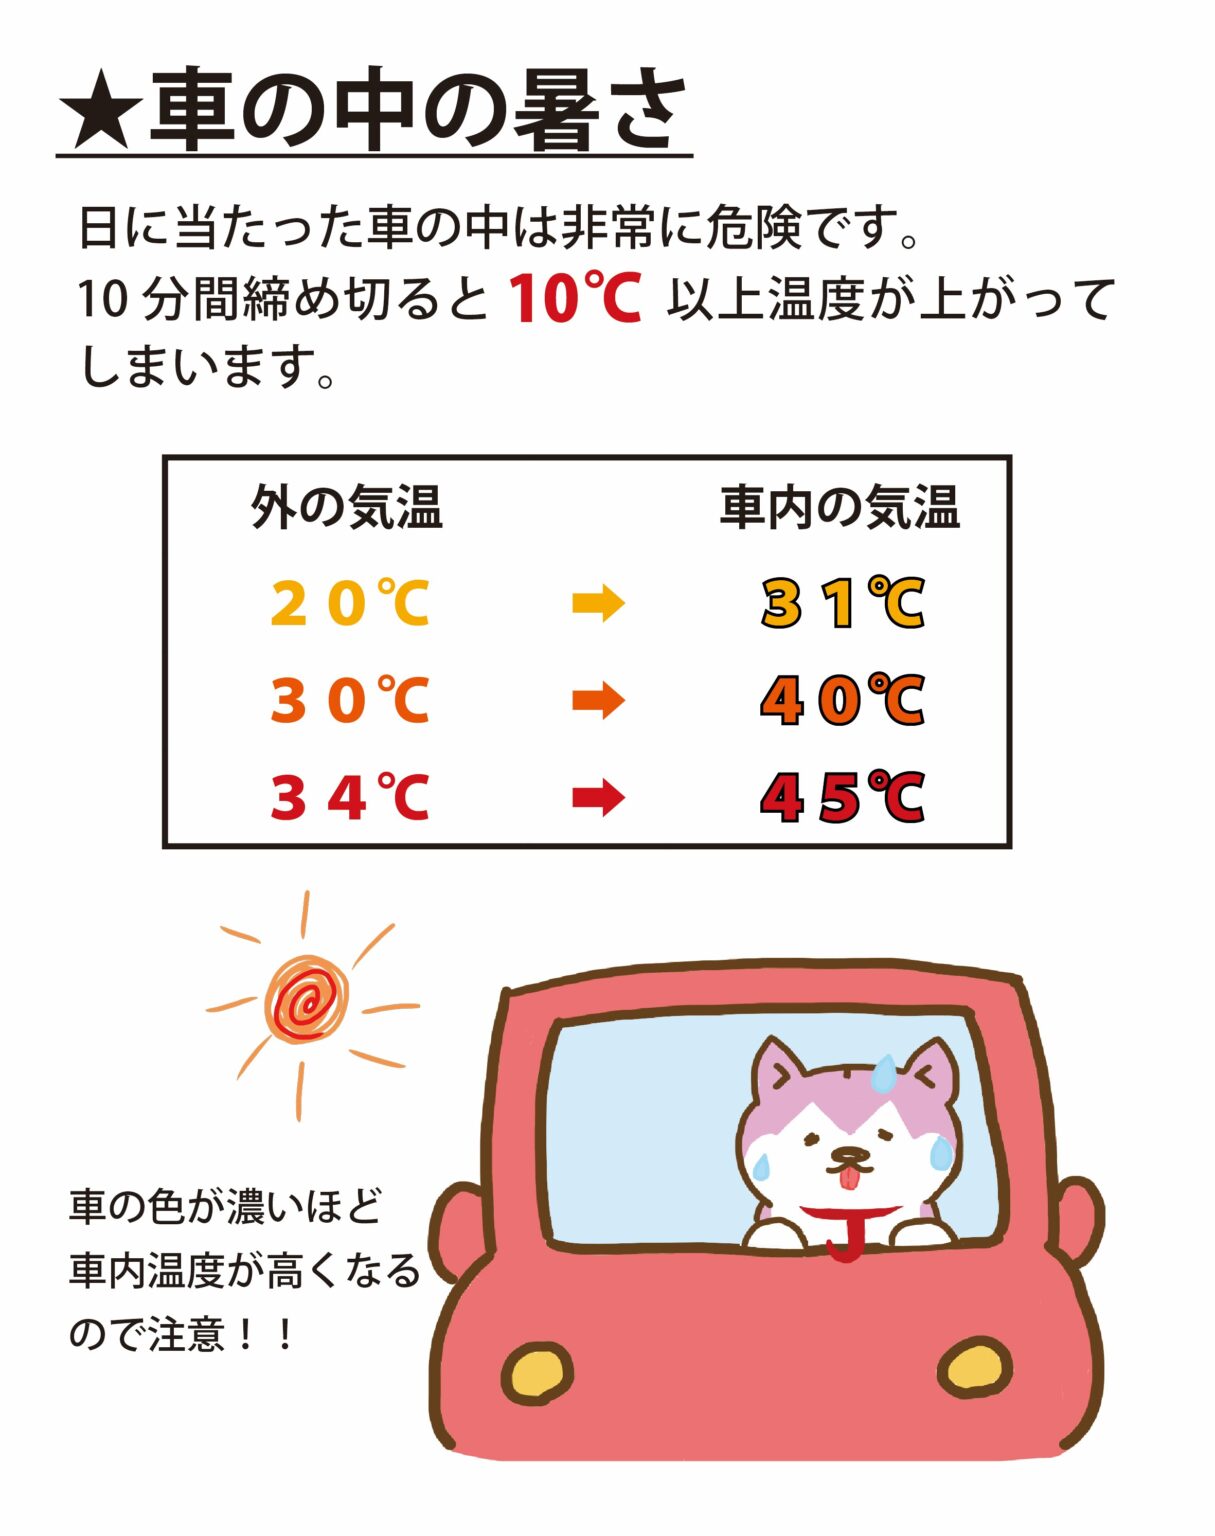 ★車の中の暑さ
日に当たった車の中は非常に危険です。
10分間締め切ると10℃以上温度が上がって
しまいます。
外の気温 車内の気温
20℃ ➡ 31℃
30℃ ➡ 40℃
34℃ ➡ 45℃
車の色が濃いほど
車内温度が高くなる
ので注意！！